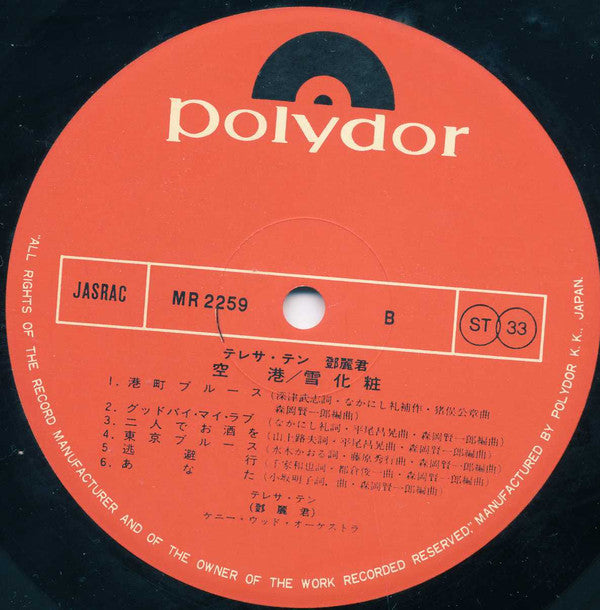 polydor
JASRAC MR 2259 B ST 33
テレサ・テン 鄧麗君
空 港／雪化粧
1. 港町ブルース (深津武志詞・なかにし礼補作・猪俣公章曲
森岡賢一郎編曲)
2. グッドバイ・マイ・ラブ (なかにし礼詞・平尾昌晃曲・森岡賢一郎編曲)
3. 二人でお酒を (山上路夫詞・平尾昌晃曲・森岡賢一郎編曲)
4. 東京ブルース (水木かおる詞・藤原秀行曲・森岡賢一郎編曲)
5 逃避行 (千家和也詞・都倉俊一曲・森岡賢一郎編曲)
6. あなた (小坂明子詞、曲・森岡賢一郎編曲)
テレサ・テン
(鄧麗君)
ケニー・ウッド・オーケストラ
"ALL RIGHTS OF THE RECORD MANUFACTURER AND OF THE OWNER OF THE WORK RECORDED RESERVED," MANUFACTURED BY POLYDOR K.K., JAPAN.